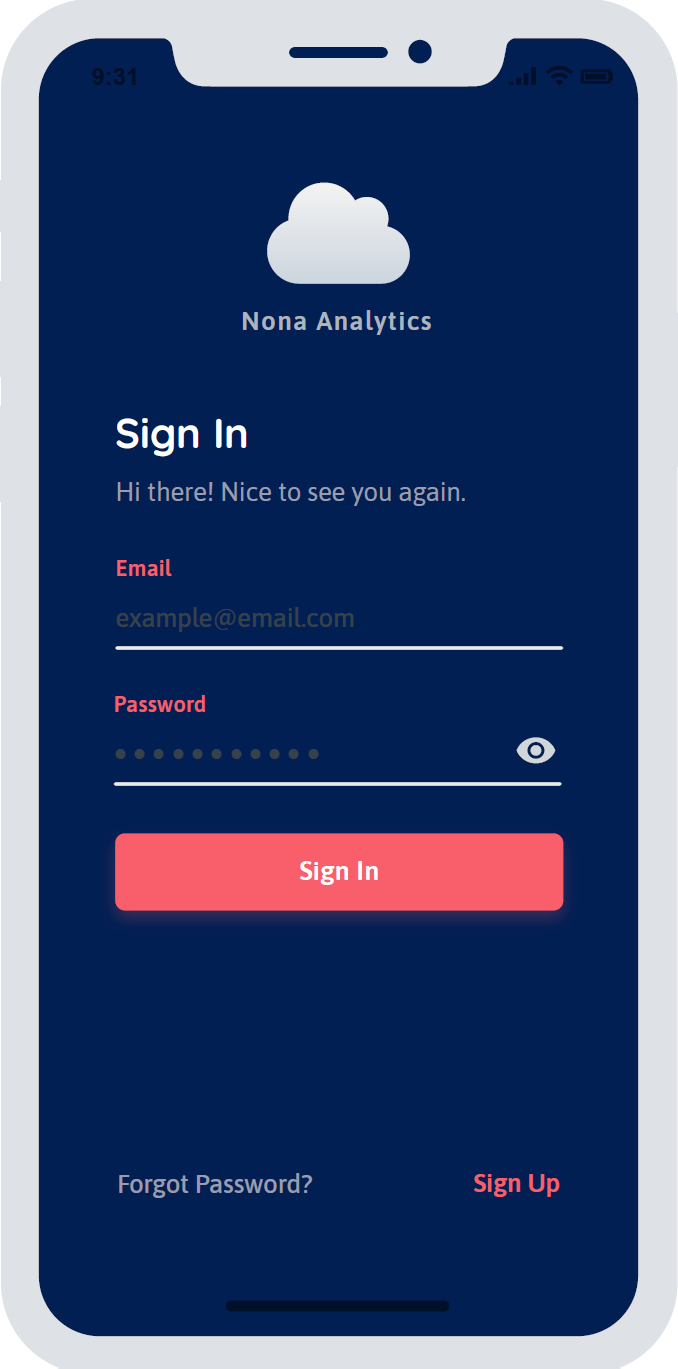 9:31
Nona Analytics
Sign In
Hi there! Nice to see you again.
Email
example@email.com
Password
Sign In
Forgot Password? Sign Up